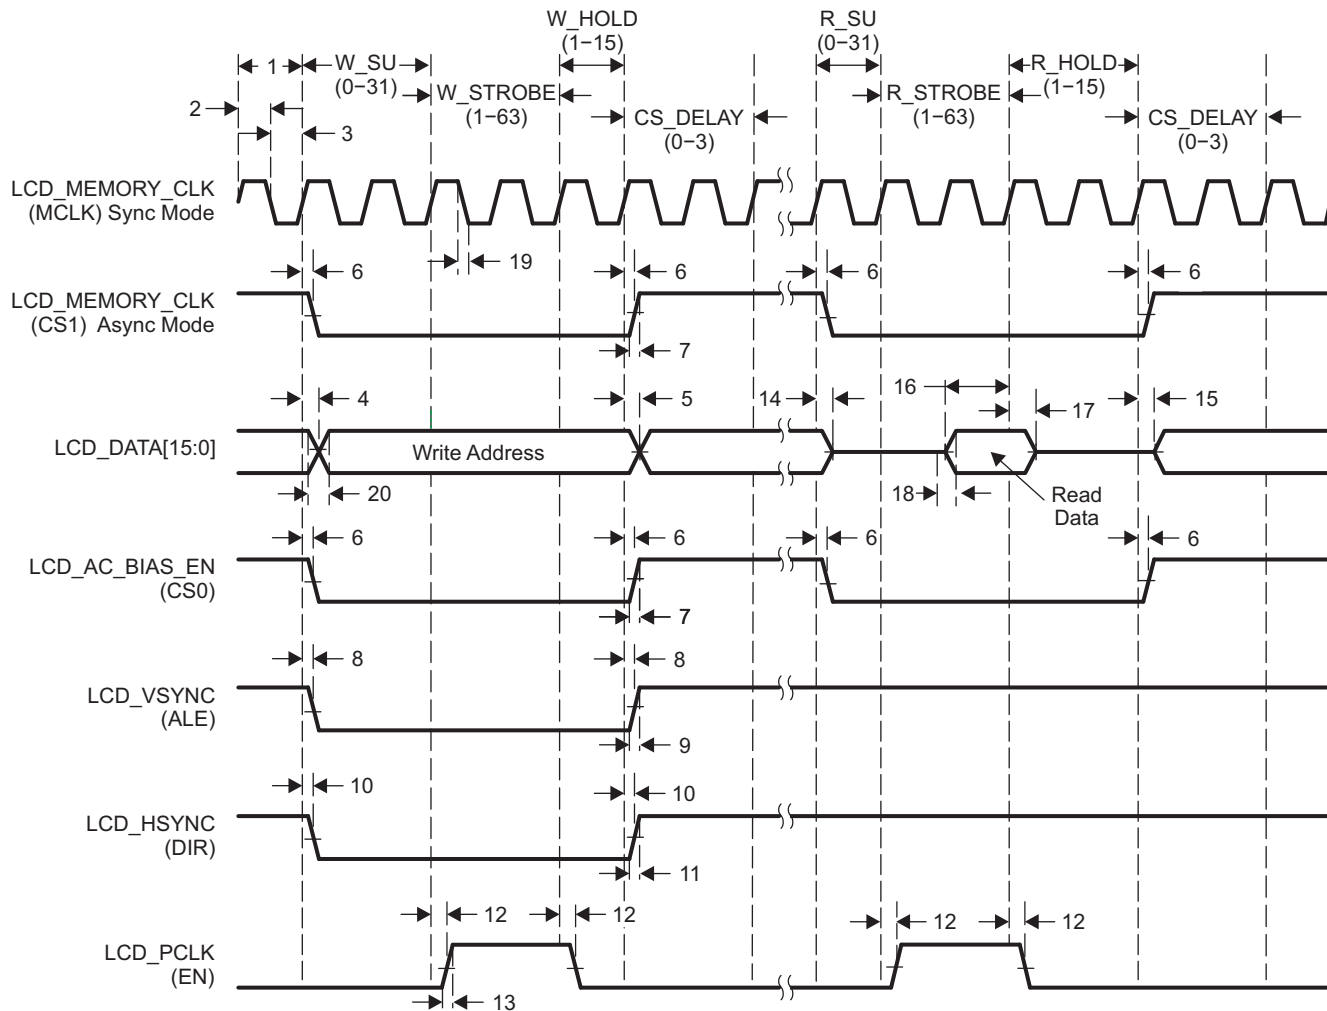 W_HOLD
(1−15)
R_SU
(0−31)
1
W_SU
(0−31)
R_HOLD
(1−15)
2
W_STROBE
(1−63)
R_STROBE
(1−63)
3
CS_DELAY
(0−3)
CS_DELAY
(0−3)
LCD_MEMORY_CLK
(MCLK) Sync Mode
19
6
6
6
6
LCD_MEMORY_CLK
(CS1) Async Mode
7
4
5
14
16
17
15
LCD_DATA[15:0]
Write Address
20
18
Read
Data
6
6
6
6
LCD_AC_BIAS_EN
(CS0)
7
8
8
LCD_VSYNC
(ALE)
9
10
10
LCD_HSYNC
(DIR)
11
12
12
12
12
LCD_PCLK
(EN)
13